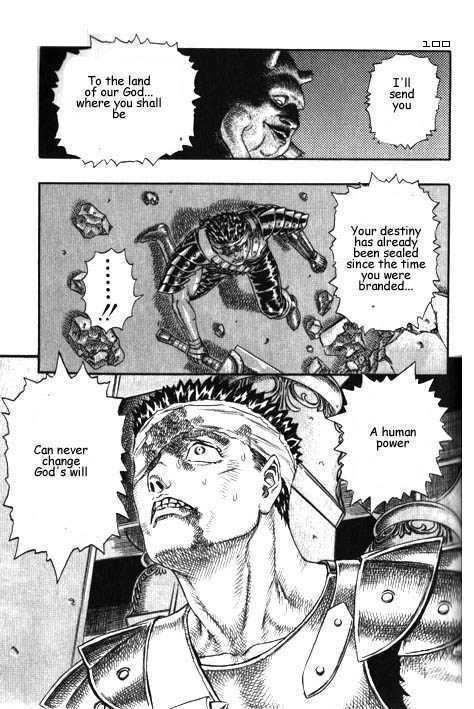 100
I'll
send
you
To the land
of our God...
where you shall
be
Your destiny
has already
been sealed
since the time
you were
branded...
......!!
A human
power
Can never
change
God's will